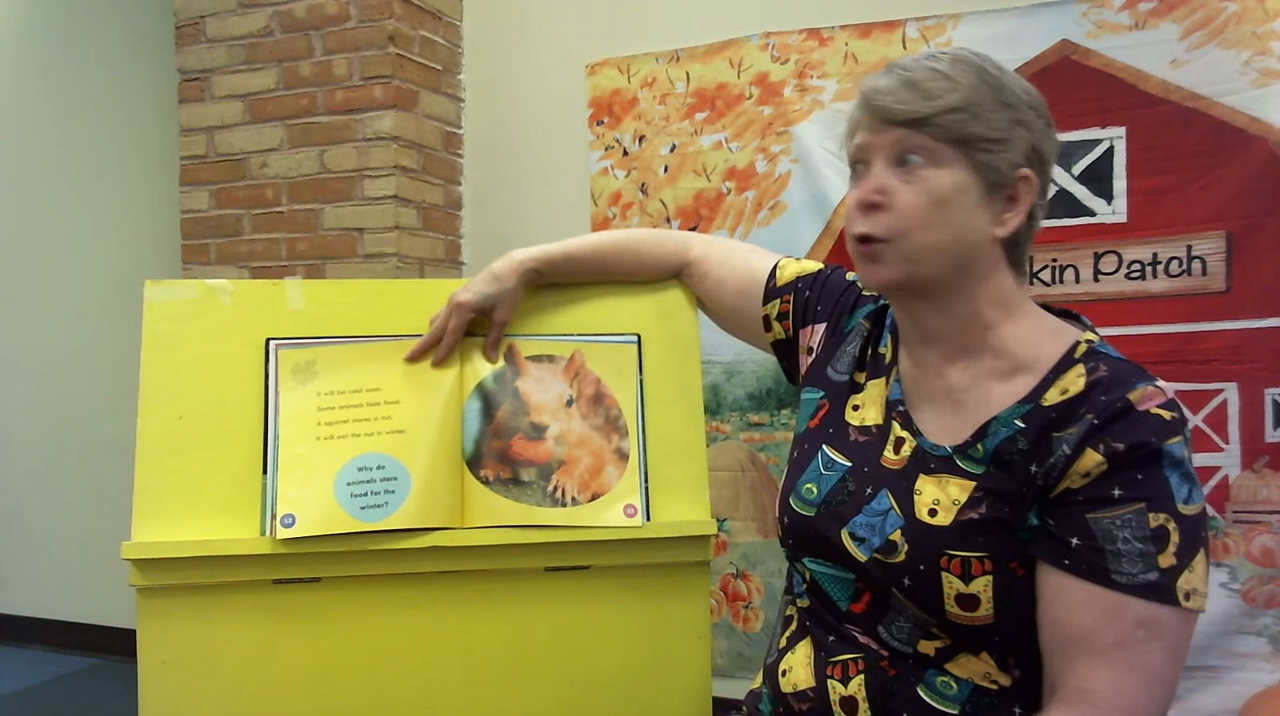 It will be cold soon.
Some animals hide food.
A squirrel stores a nut.
It will eat the nut in winter.
Why do
animals store
food for the
winter?
12
13
kin Patch